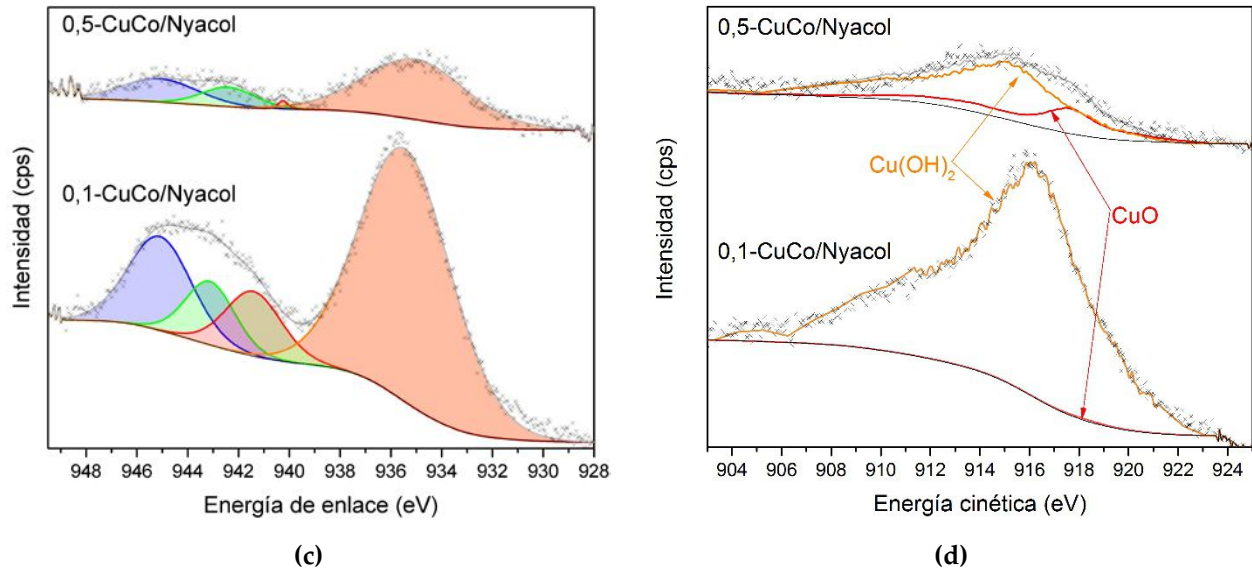 0,5-CuCo/Nyacol
0,1-CuCo/Nyacol
Intensidad (cps)
948 946 944 942 940 938 936 934 932 930 928
Energía de enlace (eV)
(c)
0,5-CuCo/Nyacol
Cu(OH)₂
CuO
0,1-CuCo/Nyacol
Intensidad (cps)
904 906 908 910 912 914 916 918 920 922 924
Energía cinética (eV)
(d)